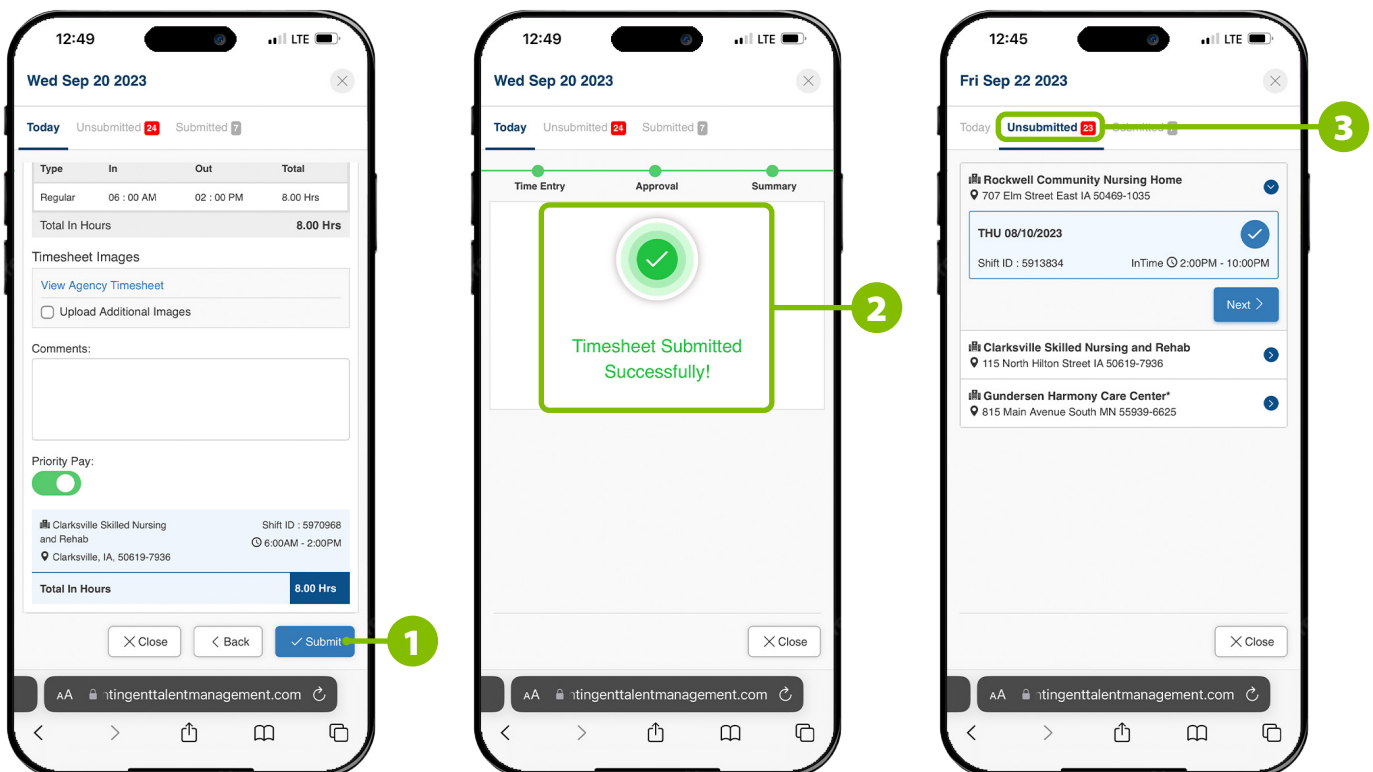 12:49
LTE
Wed Sep 20 2023
Today Unsubmitted 24 Submitted 7
Type In Out Total
Regular 06 : 00 AM 02 : 00 PM 8.00 Hrs
Total In Hours 8.00 Hrs
Timesheet Images
View Agency Timesheet
Upload Additional Images
Comments:
Priority Pay:
Clarksville Skilled Nursing Shift ID : 5970968
and Rehab 6:00AM - 2:00PM
Clarksville, IA, 50619-7936
Total In Hours 8.00 Hrs
Close Back Submit
1
AA ntingenttalentmanagement.com
12:49
LTE
Wed Sep 20 2023
Today Unsubmitted 24 Submitted 7
Time Entry Approval Summary
Timesheet Submitted
Successfully!
2
Close
AA ntingenttalentmanagement.com
12:45
LTE
Fri Sep 22 2023
Today Unsubmitted 23 Submitted 7
3
Rockwell Community Nursing Home
707 Elm Street East IA 50469-1035
THU 08/10/2023
Shift ID : 5913834 InTime 2:00PM - 10:00PM
Next >
Clarksville Skilled Nursing and Rehab
115 North Hilton Street IA 50619-7936
Gundersen Harmony Care Center*
815 Main Avenue South MN 55939-6625
Close
AA ntingenttalentmanagement.com